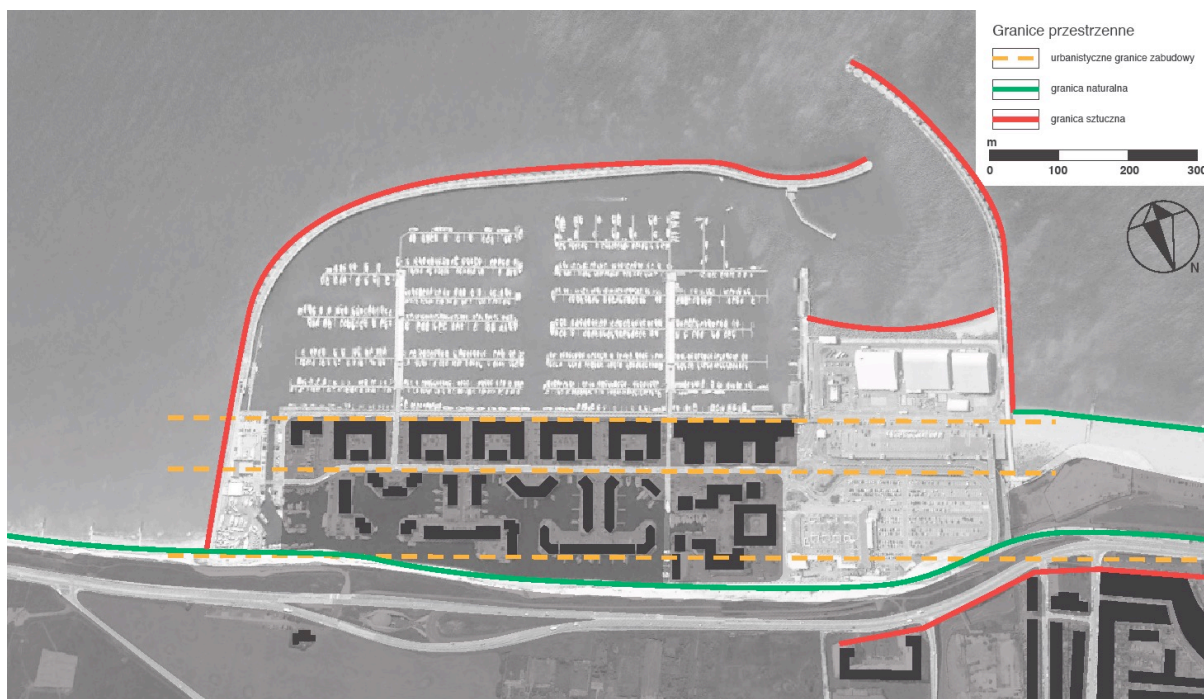 Granice przestrzenne
urbanistyczne granice zabudowy
granica naturalna
granica sztuczna
m
0 100 200 300
N